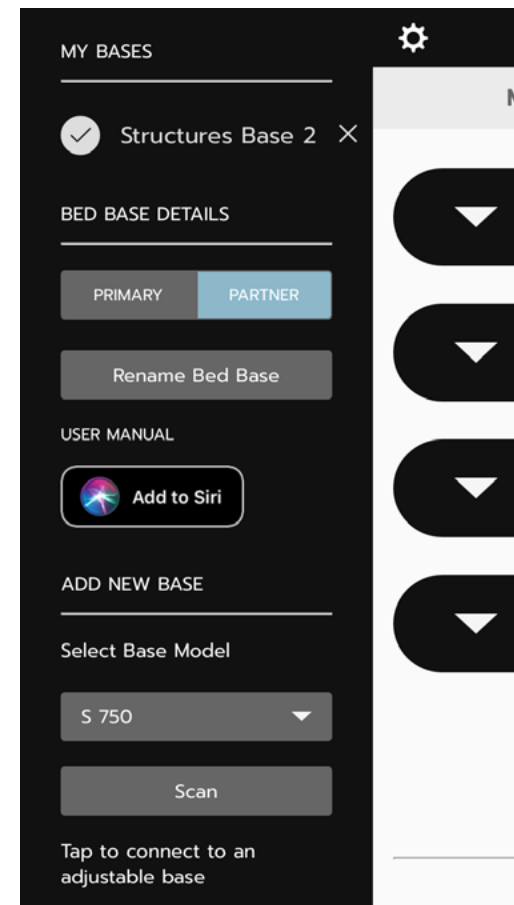 MY BASES
Structures Base 2
BED BASE DETAILS
PRIMARY PARTNER
Rename Bed Base
USER MANUAL
Add to Siri
ADD NEW BASE
Select Base Model
S 750
Scan
Tap to connect to an
adjustable base